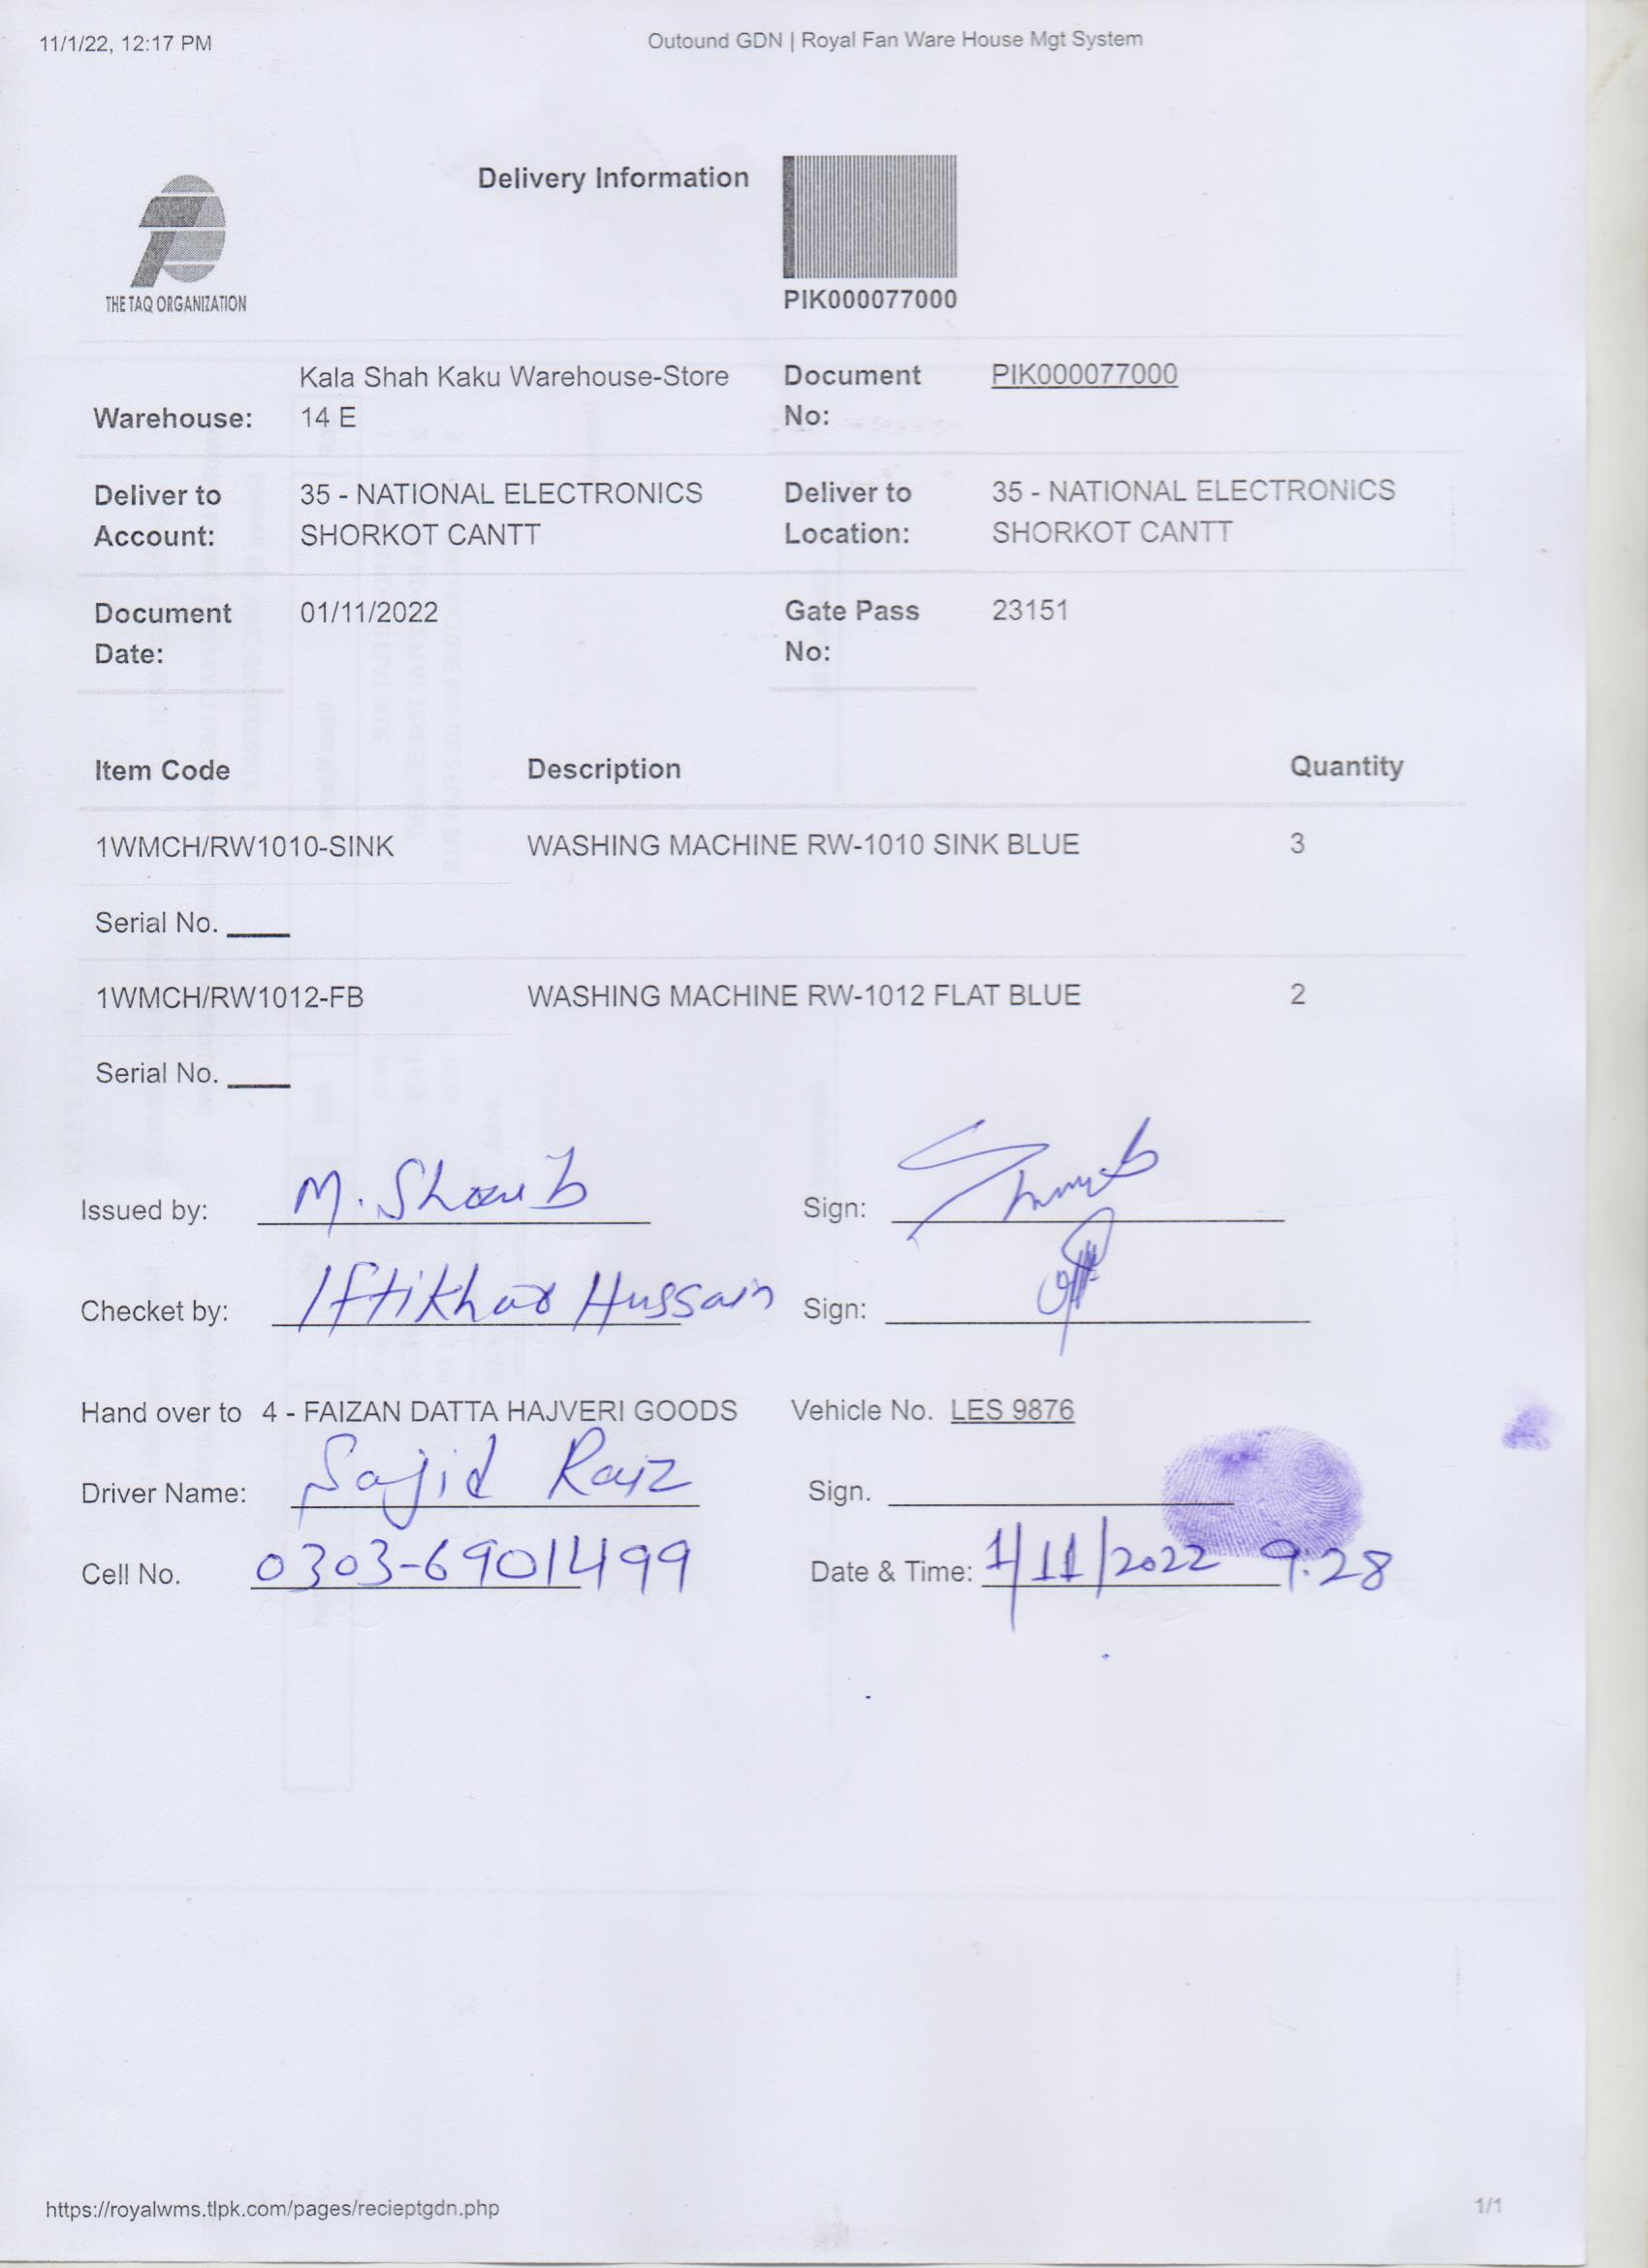 11/1/22, 12:17 PM Outound GDN | Royal Fan Ware House Mgt System
Delivery Information
THE TAQ ORGANIZATION
PIK000077000
Warehouse: Kala Shah Kaku Warehouse-Store 14 E
Document No: PIK000077000
Deliver to Account: 35 - NATIONAL ELECTRONICS SHORKOT CANTT
Deliver to Location: 35 - NATIONAL ELECTRONICS SHORKOT CANTT
Document Date: 01/11/2022
Gate Pass No: 23151
Item Code Description Quantity
1WMCH/RW1010-SINK WASHING MACHINE RW-1010 SINK BLUE 3
Serial No. ____
1WMCH/RW1012-FB WASHING MACHINE RW-1012 FLAT BLUE 2
Serial No. ____
Issued by: M. Shoaib Sign:
Checket by: Iftikhar Hussain Sign:
Hand over to 4 - FAIZAN DATTA HAJVERI GOODS Vehicle No. LES 9876
Driver Name: Sajid Raiz Sign.
Cell No. 0303-6901499 Date & Time: 1/11/2022 9:28
https://royalwms.tlpk.com/pages/recieptgdn.php 1/1